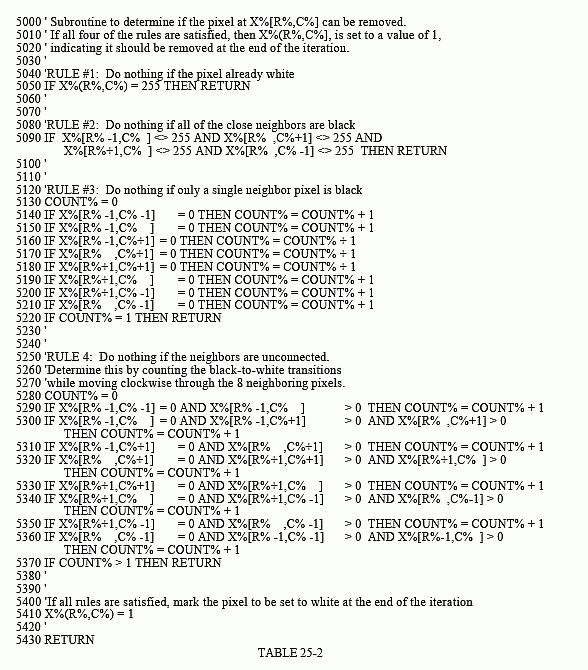 5000 ' Subroutine to determine if the pixel at X%[R%,C%] can be removed.
5010 ' If all four of the rules are satisfied, then X%(R%,C%], is set to a value of 1,
5020 ' indicating it should be removed at the end of the iteration.
5030 '
5040 'RULE #1: Do nothing if the pixel already white
5050 IF X%(R%,C%) = 255 THEN RETURN
5060 '
5070 '
5080 'RULE #2: Do nothing if all of the close neighbors are black
5090 IF X%[R% -1,C% ] <> 255 AND X%[R% ,C%+1] <> 255 AND
X%[R%+1,C% ] <> 255 AND X%[R% ,C% -1] <> 255 THEN RETURN
5100 '
5110 '
5120 'RULE #3: Do nothing if only a single neighbor pixel is black
5130 COUNT% = 0
5140 IF X%[R% -1,C% -1] = 0 THEN COUNT% = COUNT% + 1
5150 IF X%[R% -1,C% ] = 0 THEN COUNT% = COUNT% + 1
5160 IF X%[R% -1,C%+1] = 0 THEN COUNT% = COUNT% + 1
5170 IF X%[R% ,C%+1] = 0 THEN COUNT% = COUNT% + 1
5180 IF X%[R%+1,C%+1] = 0 THEN COUNT% = COUNT% + 1
5190 IF X%[R%+1,C% ] = 0 THEN COUNT% = COUNT% + 1
5200 IF X%[R%+1,C% -1] = 0 THEN COUNT% = COUNT% + 1
5210 IF X%[R% ,C% -1] = 0 THEN COUNT% = COUNT% + 1
5220 IF COUNT% = 1 THEN RETURN
5230 '
5240 '
5250 'RULE 4: Do nothing if the neighbors are unconnected.
5260 'Determine this by counting the black-to-white transitions
5270 'while moving clockwise through the 8 neighboring pixels.
5280 COUNT% = 0
5290 IF X%[R% -1,C% -1] = 0 AND X%[R% -1,C% ] > 0 THEN COUNT% = COUNT% + 1
5300 IF X%[R% -1,C% ] = 0 AND X%[R% -1,C%+1] > 0 AND X%[R% ,C%+1] > 0
THEN COUNT% = COUNT% + 1
5310 IF X%[R% -1,C%+1] = 0 AND X%[R% ,C%+1] > 0 THEN COUNT% = COUNT% + 1
5320 IF X%[R% ,C%+1] = 0 AND X%[R%+1,C%+1] > 0 AND X%[R%+1,C% ] > 0
THEN COUNT% = COUNT% + 1
5330 IF X%[R%+1,C%+1] = 0 AND X%[R%+1,C% ] > 0 THEN COUNT% = COUNT% + 1
5340 IF X%[R%+1,C% ] = 0 AND X%[R%+1,C% -1] > 0 AND X%[R% ,C%-1] > 0
THEN COUNT% = COUNT% + 1
5350 IF X%[R%+1,C% -1] = 0 AND X%[R% ,C% -1] > 0 THEN COUNT% = COUNT% + 1
5360 IF X%[R% ,C% -1] = 0 AND X%[R% -1,C% -1] > 0 AND X%[R%-1,C% ] > 0
THEN COUNT% = COUNT% + 1
5370 IF COUNT% > 1 THEN RETURN
5380 '
5390 '
5400 'If all rules are satisfied, mark the pixel to be set to white at the end of the iteration
5410 X%(R%,C%) = 1
5420 '
5430 RETURN
TABLE 25-2